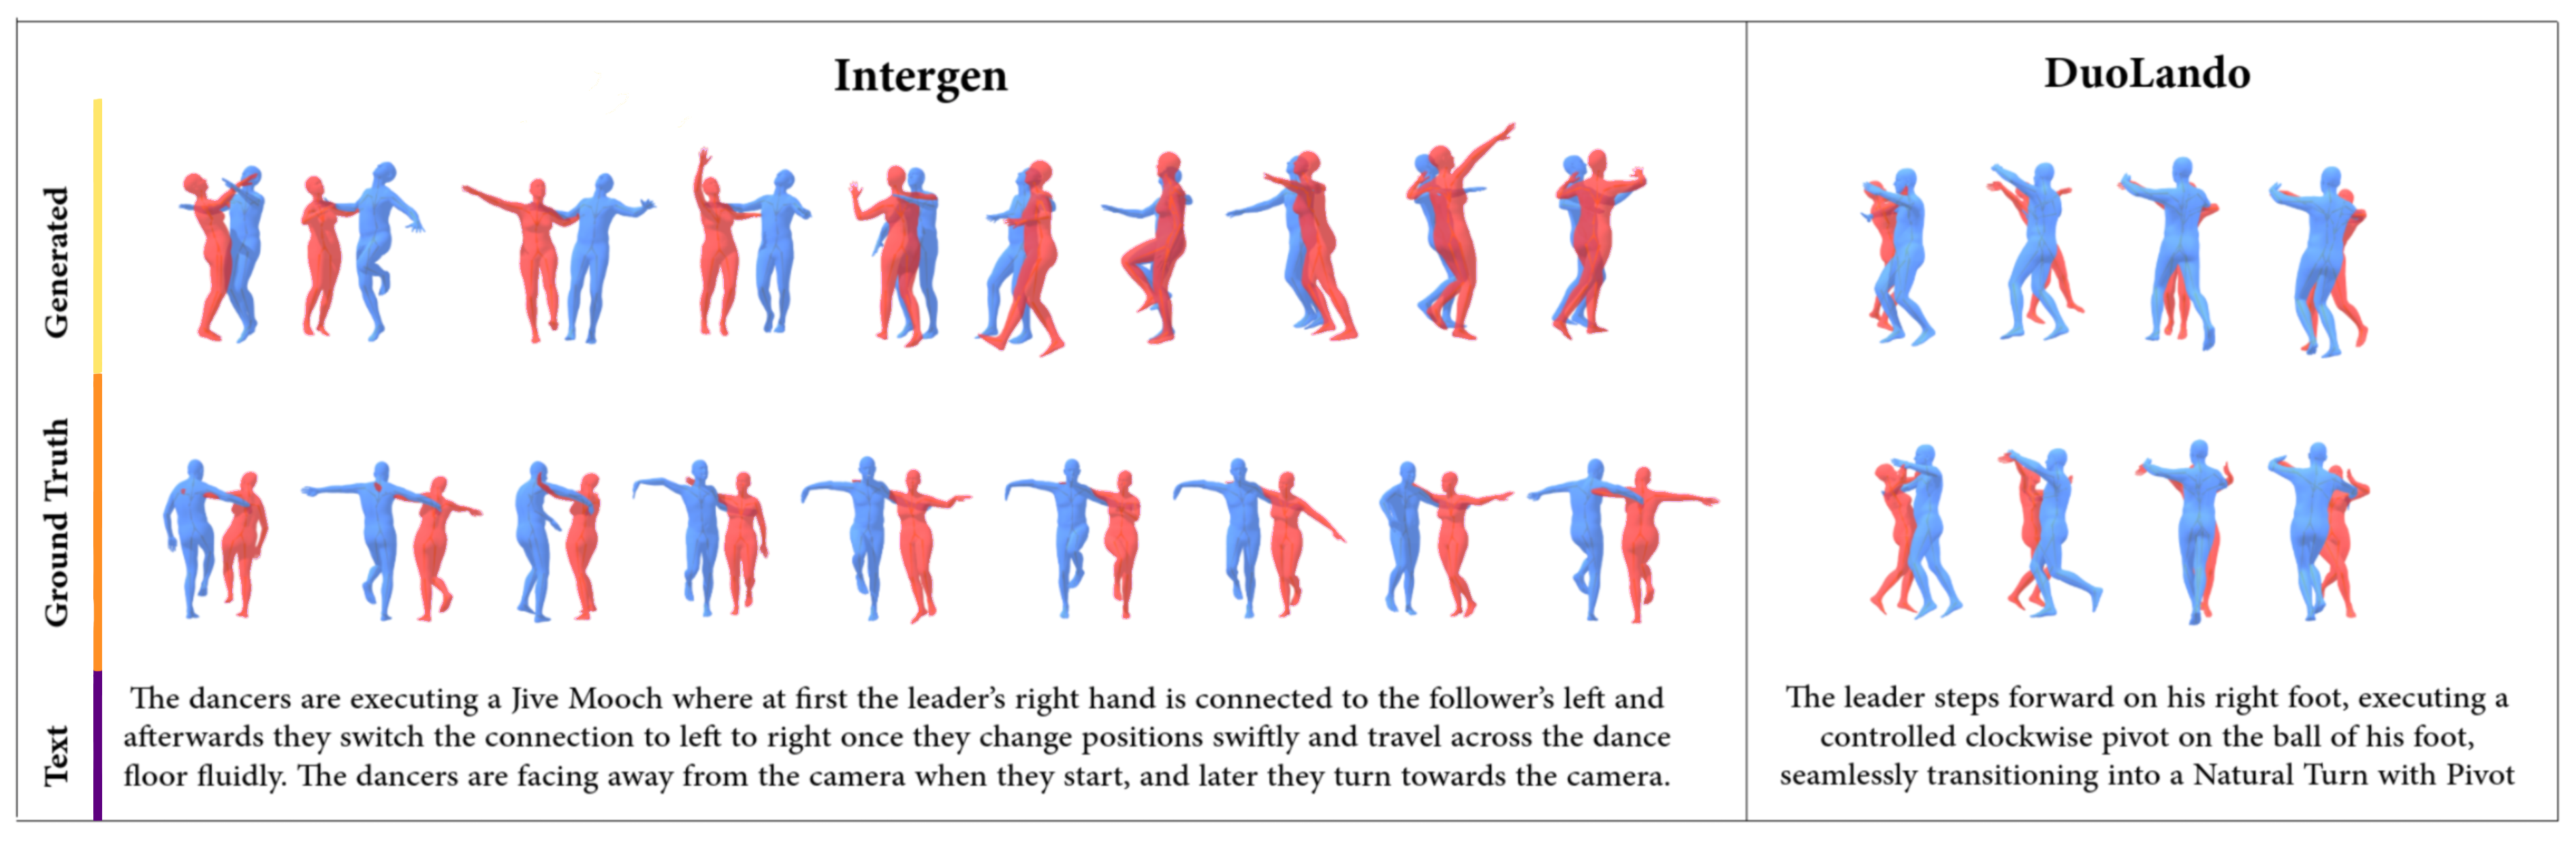 Intergen
DuoLando
Generated
Ground Truth
Text
The dancers are executing a Jive Mooch where at first the leader’s right hand is connected to the follower’s left and
afterwards they switch the connection to left to right once they change positions swiftly and travel across the dance
floor fluidly. The dancers are facing away from the camera when they start, and later they turn towards the camera.
The leader steps forward on his right foot, executing a
controlled clockwise pivot on the ball of his foot,
seamlessly transitioning into a Natural Turn with Pivot